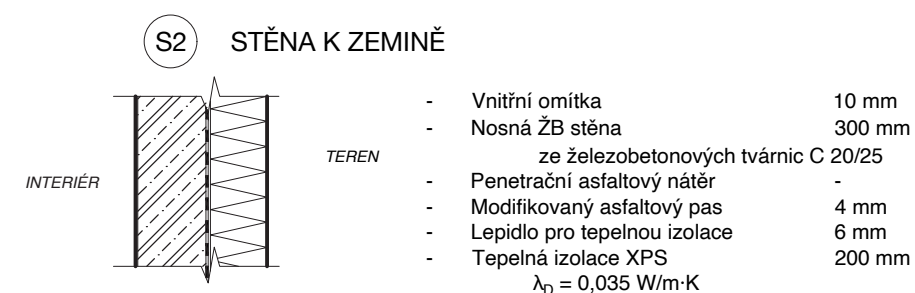 S2 STĚNA K ZEMINĚ
INTERIÉR
TEREN
- Vnitřní omítka 10 mm
- Nosná ŽB stěna 300 mm
ze železobetonových tvárnic C 20/25
- Penetrační asfaltový nátěr -
- Modifikovaný asfaltový pas 4 mm
- Lepidlo pro tepelnou izolace 6 mm
- Tepelná izolace XPS 200 mm
λD = 0,035 W/m·K